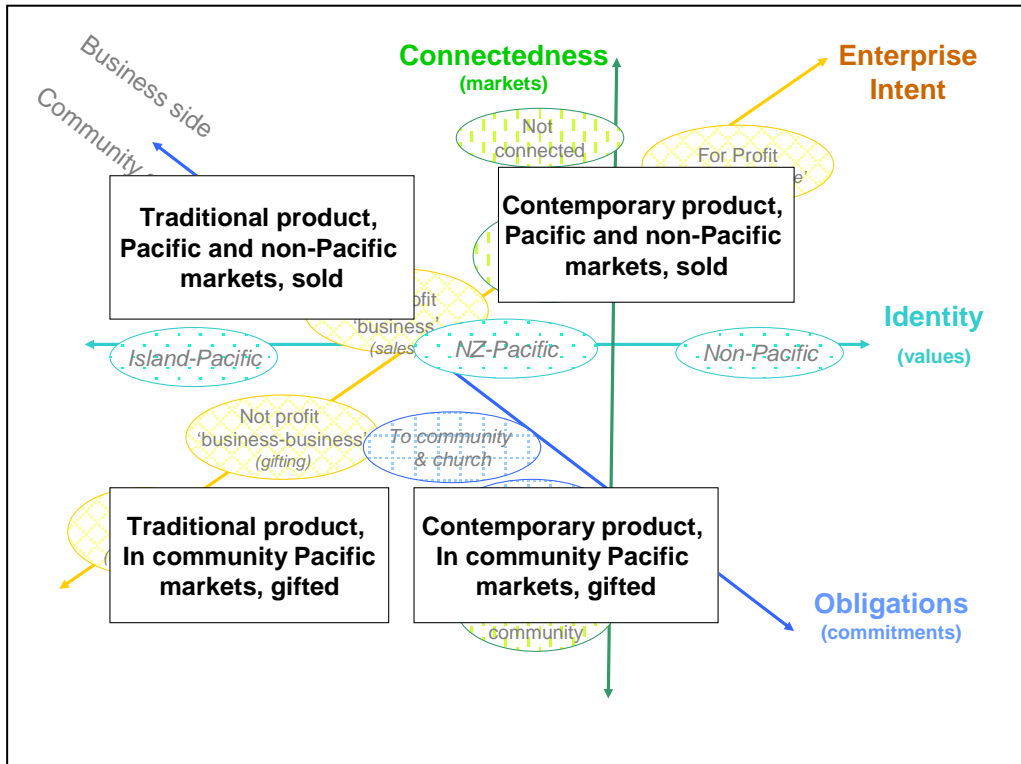 Business side
Community
Connectedness
(markets)
Enterprise
Intent
Not
connected
For Profit
Traditional product,
Pacific and non-Pacific
markets, sold
Contemporary product,
Pacific and non-Pacific
markets, sold
'business'
(sales
Island-Pacific
NZ-Pacific
Non-Pacific
Identity
(values)
Not profit
'business-business'
(gifting)
To community
& church
Traditional product,
In community Pacific
markets, gifted
Contemporary product,
In community Pacific
markets, gifted
community
Obligations
(commitments)